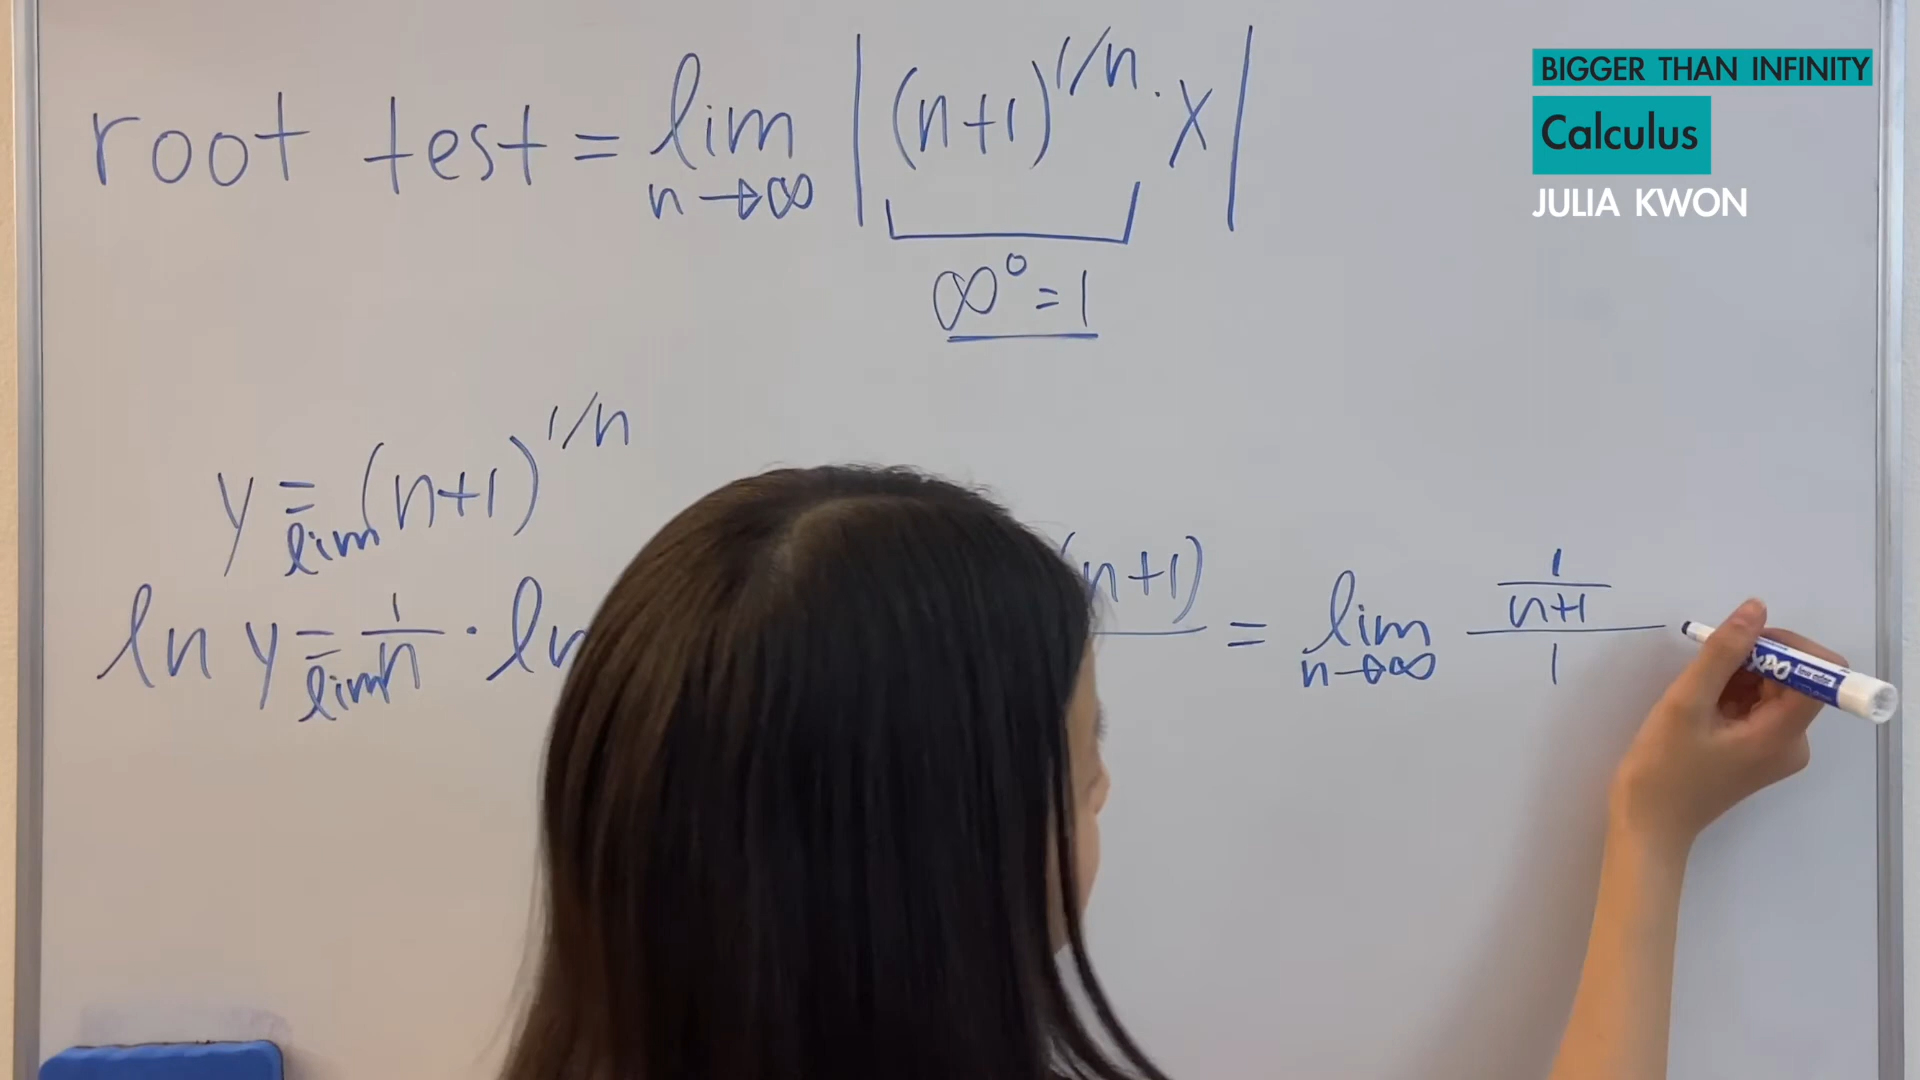 root test = lim n→∞ | (n+1)^1/n · x |
∞^0 = 1
y = lim (n+1)^1/n
ln y = lim 1/n · ln (n+1) = lim n→∞ 1/n+1 / 1
BIGGER THAN INFINITY
Calculus
JULIA KWON
EXPO